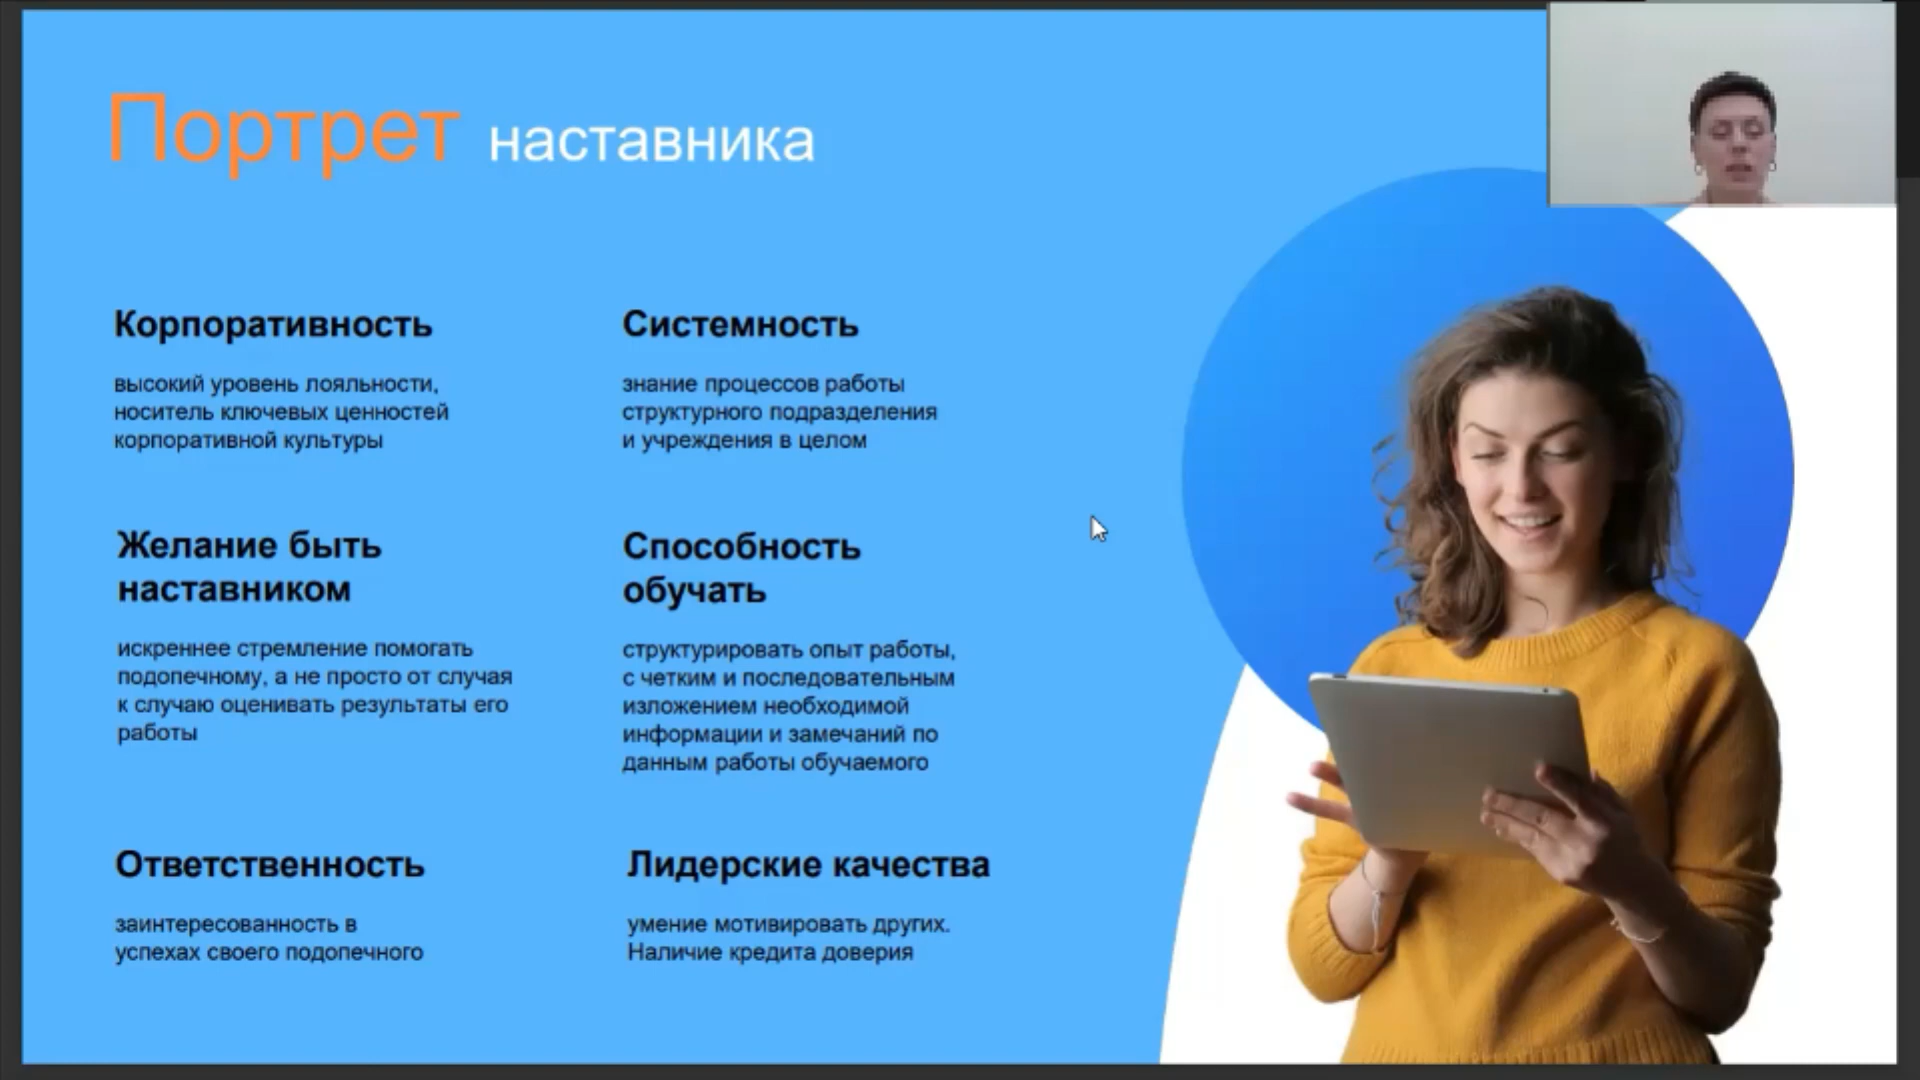 Портрет наставника
Корпоративность
высокий уровень лояльности,
носитель ключевых ценностей
корпоративной культуры
Системность
знание процессов работы
структурного подразделения
и учреждения в целом
Желание быть
наставником
искреннее стремление помогать
подопечному, а не просто от случая
к случаю оценивать результаты его
работы
Способность
обучать
структурировать опыт работы,
с четким и последовательным
изложением необходимой
информации и замечаний по
данным работы обучаемого
Ответственность
заинтересованность в
успехах своего подопечного
Лидерские качества
умение мотивировать других.
Наличие кредита доверия